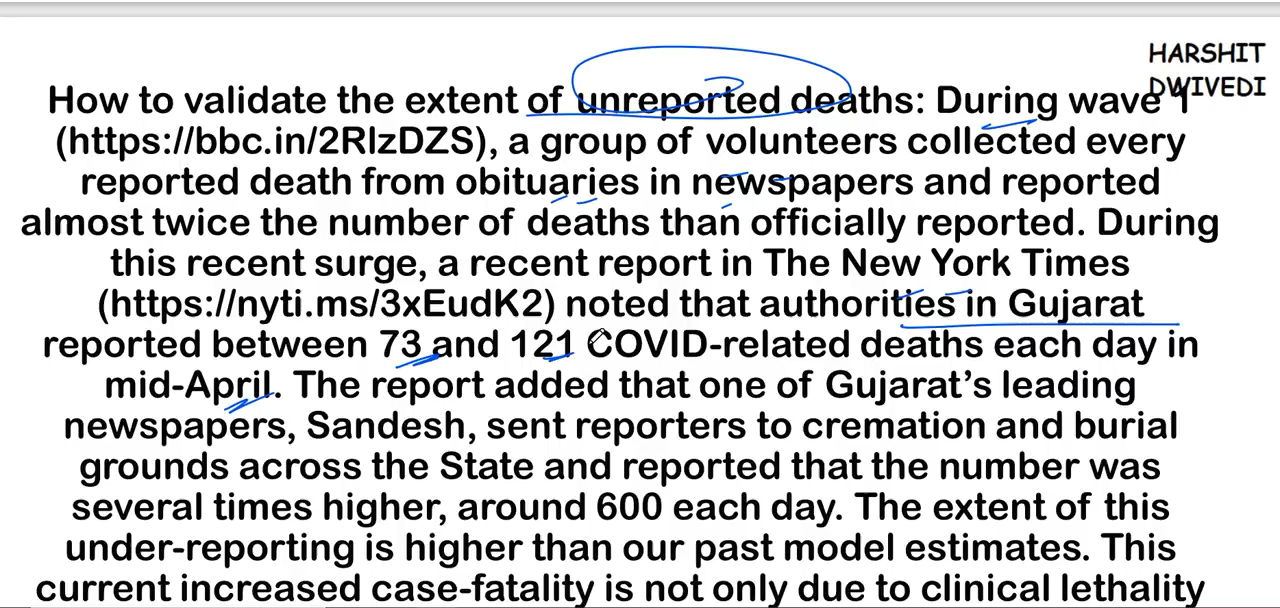 HARSHIT
DWIVEDI
How to validate the extent of unreported deaths: During wave 1
(https://bbc.in/2RlzDZS), a group of volunteers collected every
reported death from obituaries in newspapers and reported
almost twice the number of deaths than officially reported. During
this recent surge, a recent report in The New York Times
(https://nyti.ms/3xEudK2) noted that authorities in Gujarat
reported between 73 and 121 COVID-related deaths each day in
mid-April. The report added that one of Gujarat’s leading
newspapers, Sandesh, sent reporters to cremation and burial
grounds across the State and reported that the number was
several times higher, around 600 each day. The extent of this
under-reporting is higher than our past model estimates. This
current increased case-fatality is not only due to clinical lethality